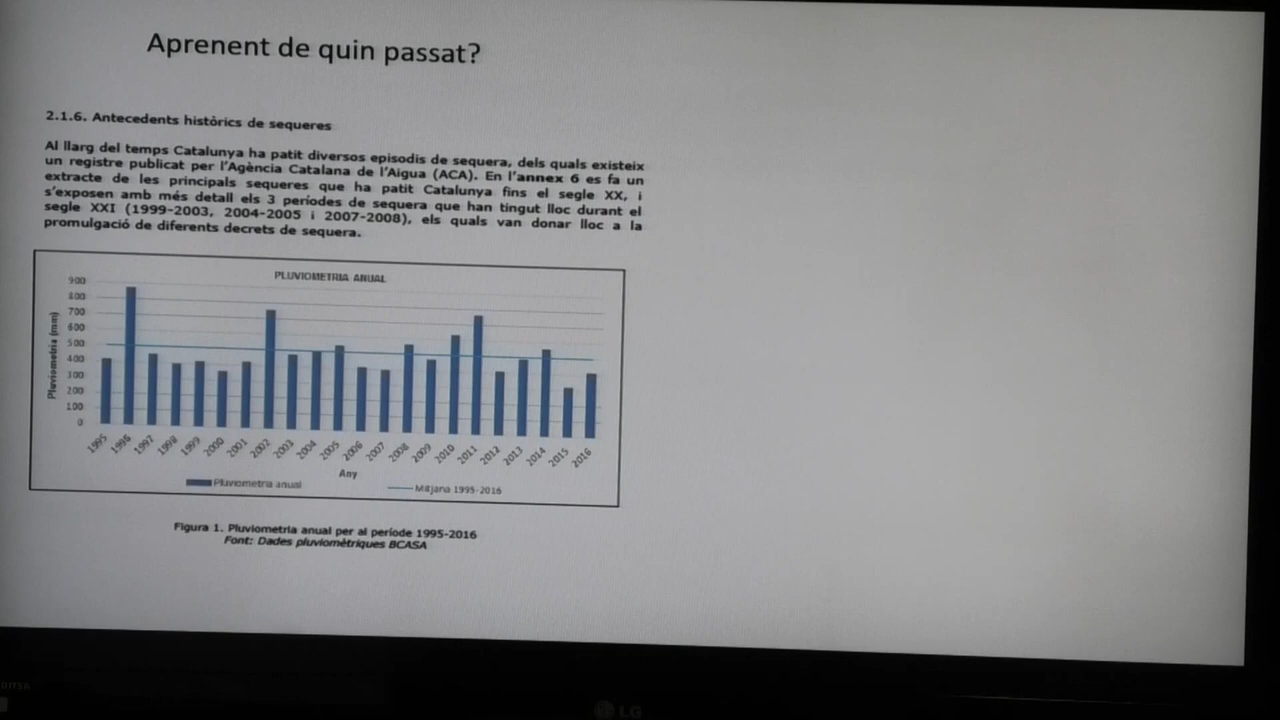 Aprenent de quin passat?
2.1.6. Antecedents històrics de sequeres
Al llarg del temps Catalunya ha patit diversos episodis de sequera, dels quals existeix
un registre publicat per l'Agència Catalana de l'Aigua (ACA). En l'annex 6 es fa un
extracte de les principals sequeres que ha patit Catalunya fins el segle XX, i
s'exposen amb més detall els 3 períodes de sequera que han tingut lloc durant el
segle XXI (1999-2003, 2004-2005 i 2007-2008), els quals van donar lloc a la
promulgació de diferents decrets de sequera.
PLUVIOMETRIA ANUAL
Pluviometria (mm)
900
800
700
600
500
400
300
200
100
0
1995 1996 1997 1998 1999 2000 2001 2002 2003 2004 2005 2006 2007 2008 2009 2010 2011 2012 2013 2014 2015 2016
Any
Pluviometria anual Mitjana 1995-2016
Figura 1. Pluviometria anual per al període 1995-2016
Font: Dades pluviomètriques BCASA
LG